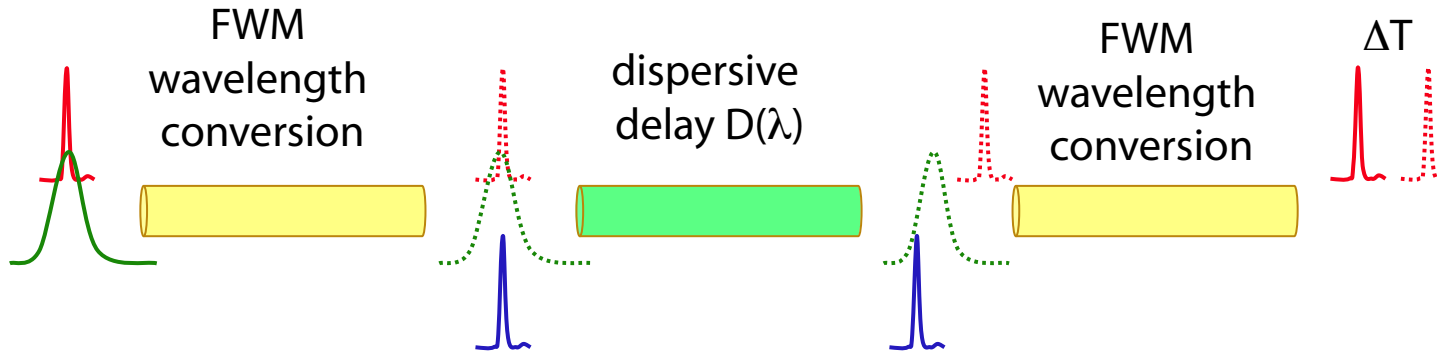 FWM
wavelength
conversion
dispersive
delay D(λ)
FWM
wavelength
conversion
ΔT